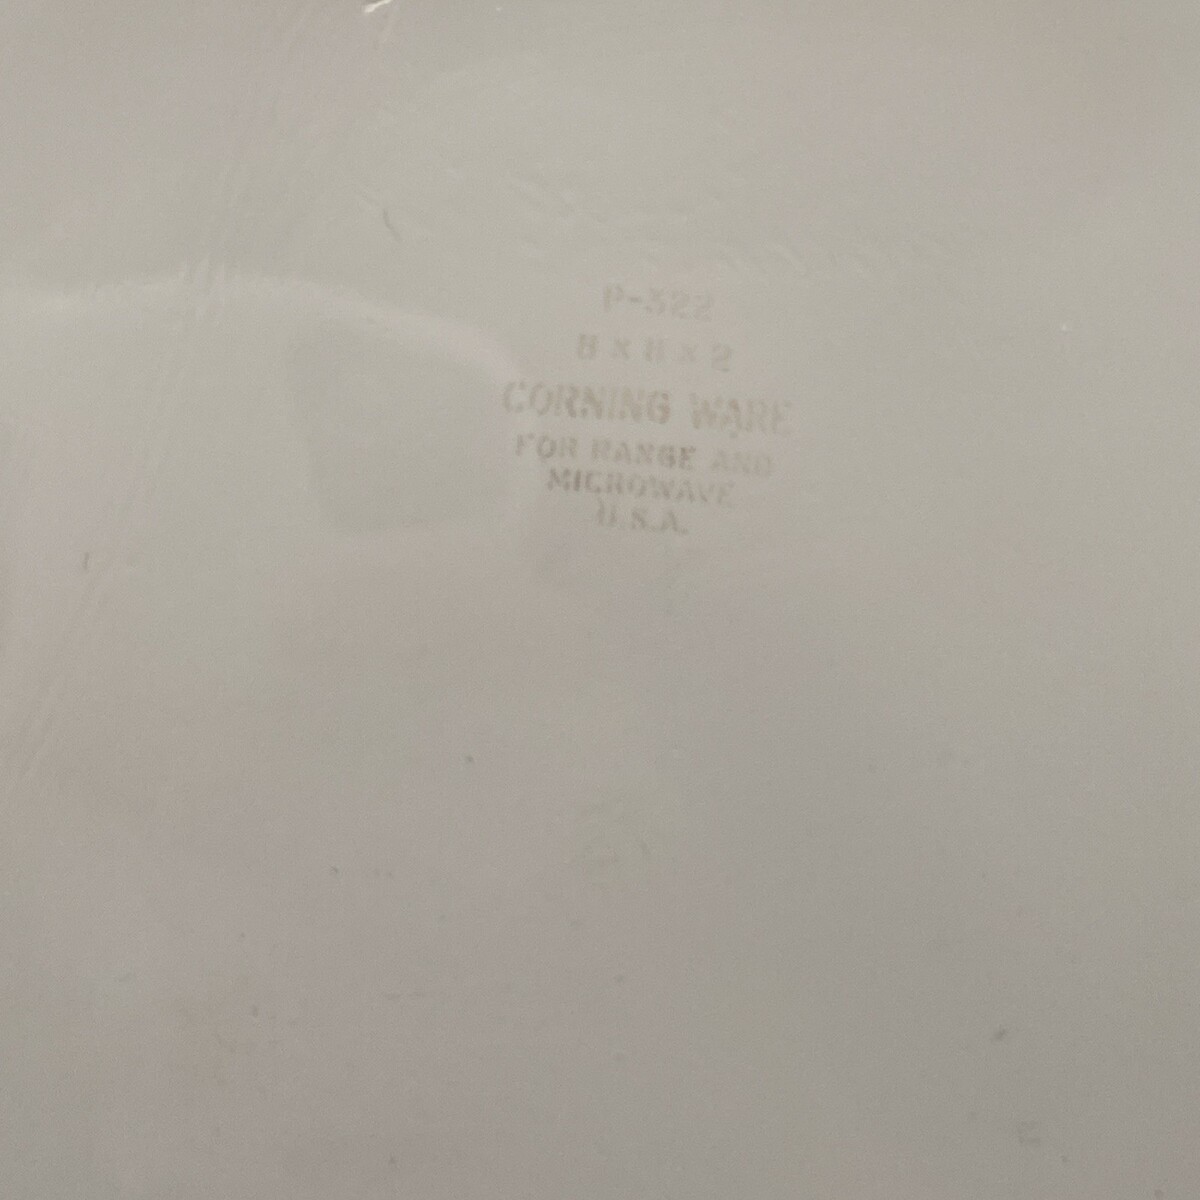 P-322
8 x 8 x 2
CORNING WARE
FOR RANGE AND
MICROWAVE
U.S.A.